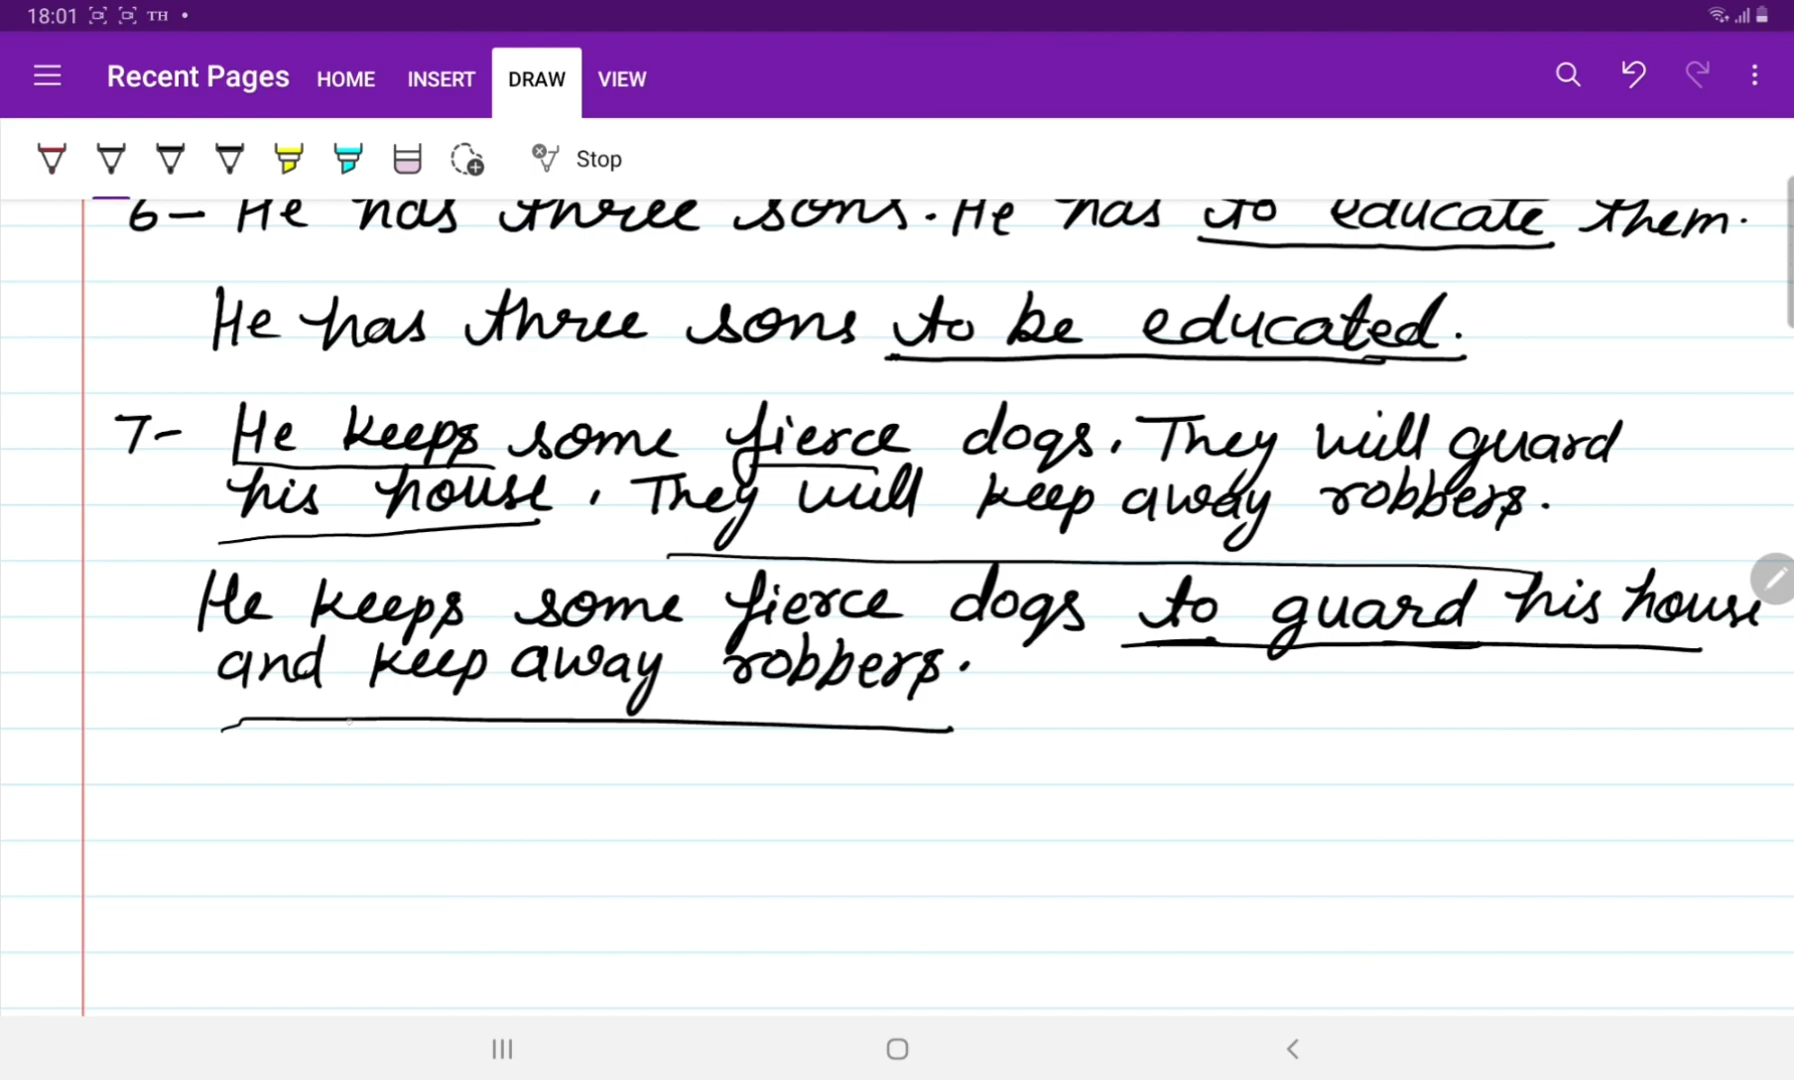 18:01 TH
Recent Pages HOME INSERT DRAW VIEW
Stop
6- He has three sons. He has to educate them.
He has three sons to be educated.
7- He keeps some fierce dogs. They will guard
his house. They will keep away robbers.
He keeps some fierce dogs to guard his house
and keep away robbers.